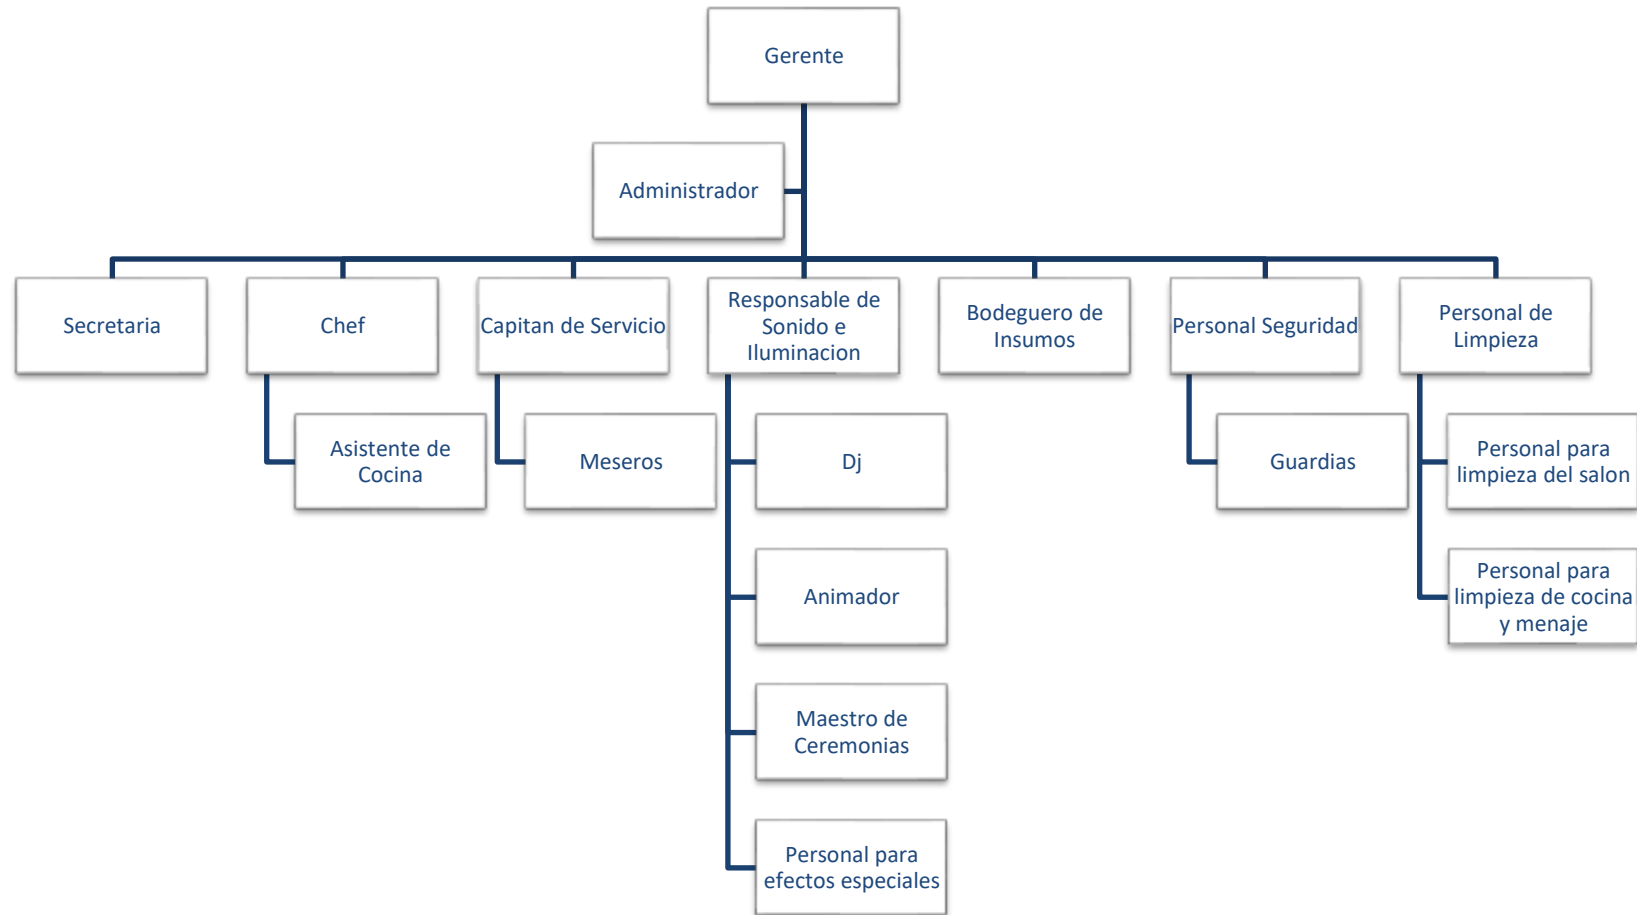 Gerente
Administrador
Secretaria
Chef
Capitan de Servicio
Responsable de
Sonido e
Iluminacion
Bodeguero de
Insumos
Personal Seguridad
Personal de
Limpieza
Asistente de
Cocina
Meseros
Dj
Guardias
Personal para
limpieza del salon
Animador
Personal para
limpieza de cocina
y menaje
Maestro de
Ceremonias
Personal para
efectos especiales